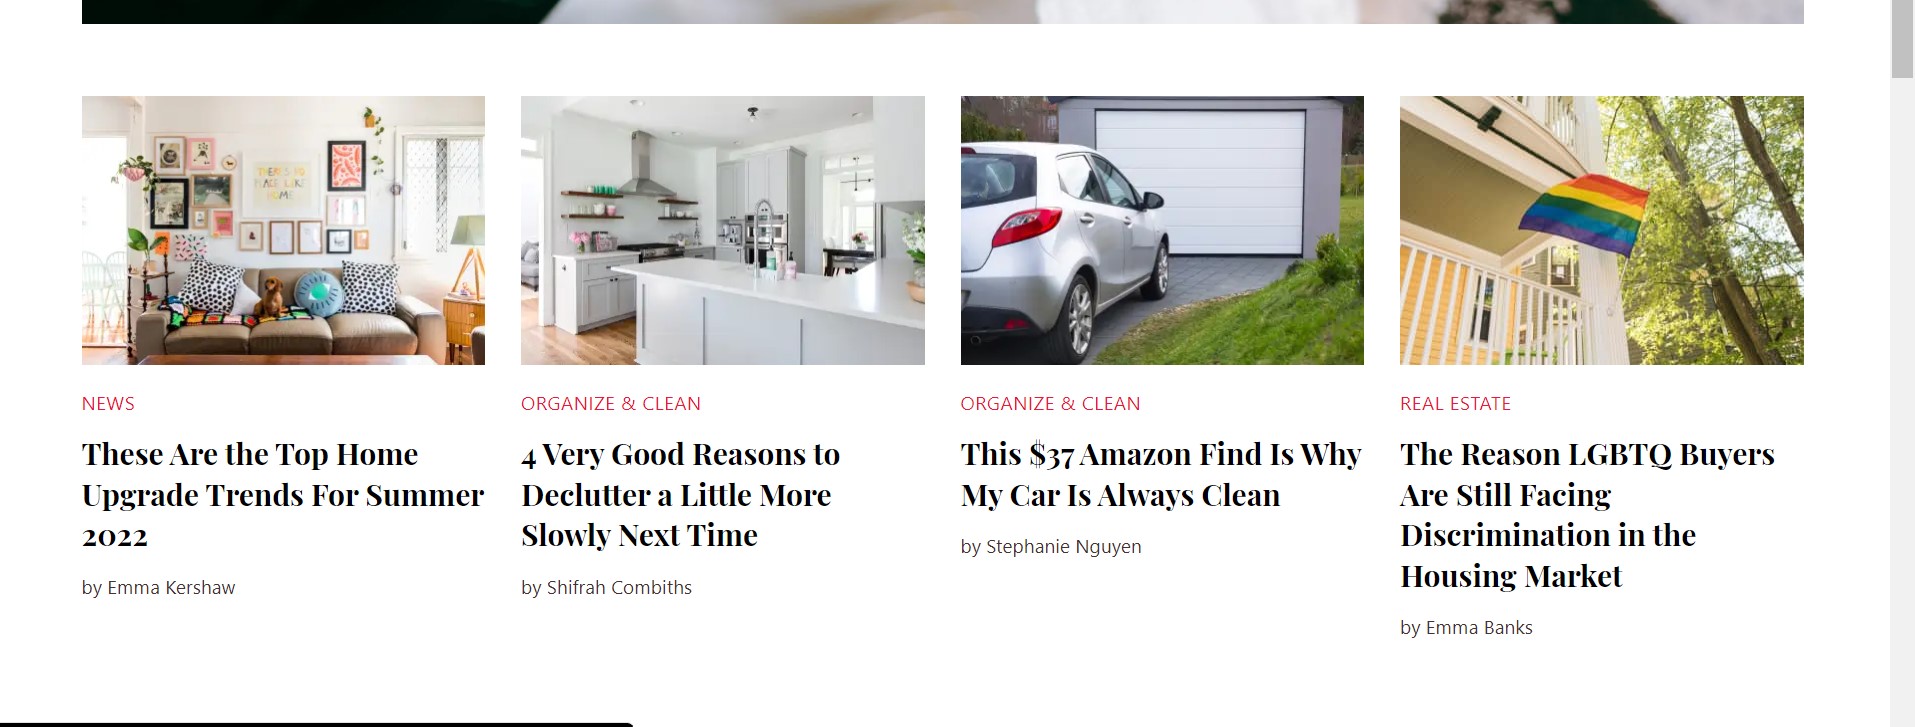 THERE'S NO
PLACE LIKE
HOME
NEWS
These Are the Top Home
Upgrade Trends For Summer
2022
by Emma Kershaw
ORGANIZE & CLEAN
4 Very Good Reasons to
Declutter a Little More
Slowly Next Time
by Shifrah Combiths
ORGANIZE & CLEAN
This $37 Amazon Find Is Why
My Car Is Always Clean
by Stephanie Nguyen
REAL ESTATE
The Reason LGBTQ Buyers
Are Still Facing
Discrimination in the
Housing Market
by Emma Banks